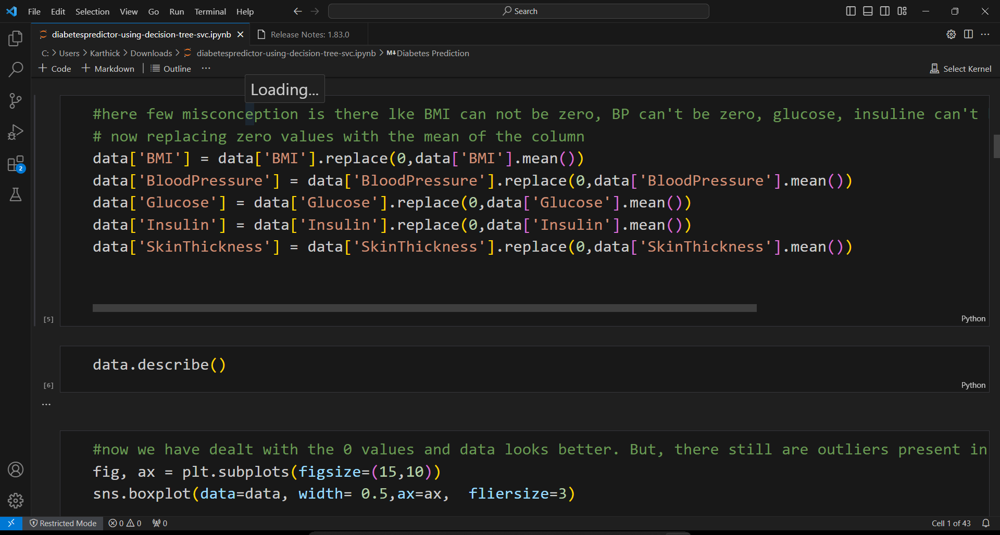 File Edit Selection View Go Run Terminal Help
Search
diabetespredictor-using-decision-tree-svc.ipynb
Release Notes: 1.83.0
C: > Users > Karthick > Downloads > diabetespredictor-using-decision-tree-svc.ipynb > M↓Diabetes Prediction
+ Code + Markdown | Outline ...
Select Kernel
Loading...
#here few misconception is there lke BMI can not be zero, BP can't be zero, glucose, insuline can't
# now replacing zero values with the mean of the column
data['BMI'] = data['BMI'].replace(0,data['BMI'].mean())
data['BloodPressure'] = data['BloodPressure'].replace(0,data['BloodPressure'].mean())
data['Glucose'] = data['Glucose'].replace(0,data['Glucose'].mean())
data['Insulin'] = data['Insulin'].replace(0,data['Insulin'].mean())
data['SkinThickness'] = data['SkinThickness'].replace(0,data['SkinThickness'].mean())
[5]
Python
data.describe()
[6]
Python
...
#now we have dealt with the 0 values and data looks better. But, there still are outliers present in
fig, ax = plt.subplots(figsize=(15,10))
sns.boxplot(data=data, width= 0.5,ax=ax,  fliersize=3)
2
Restricted Mode 0 0 0
Cell 1 of 43